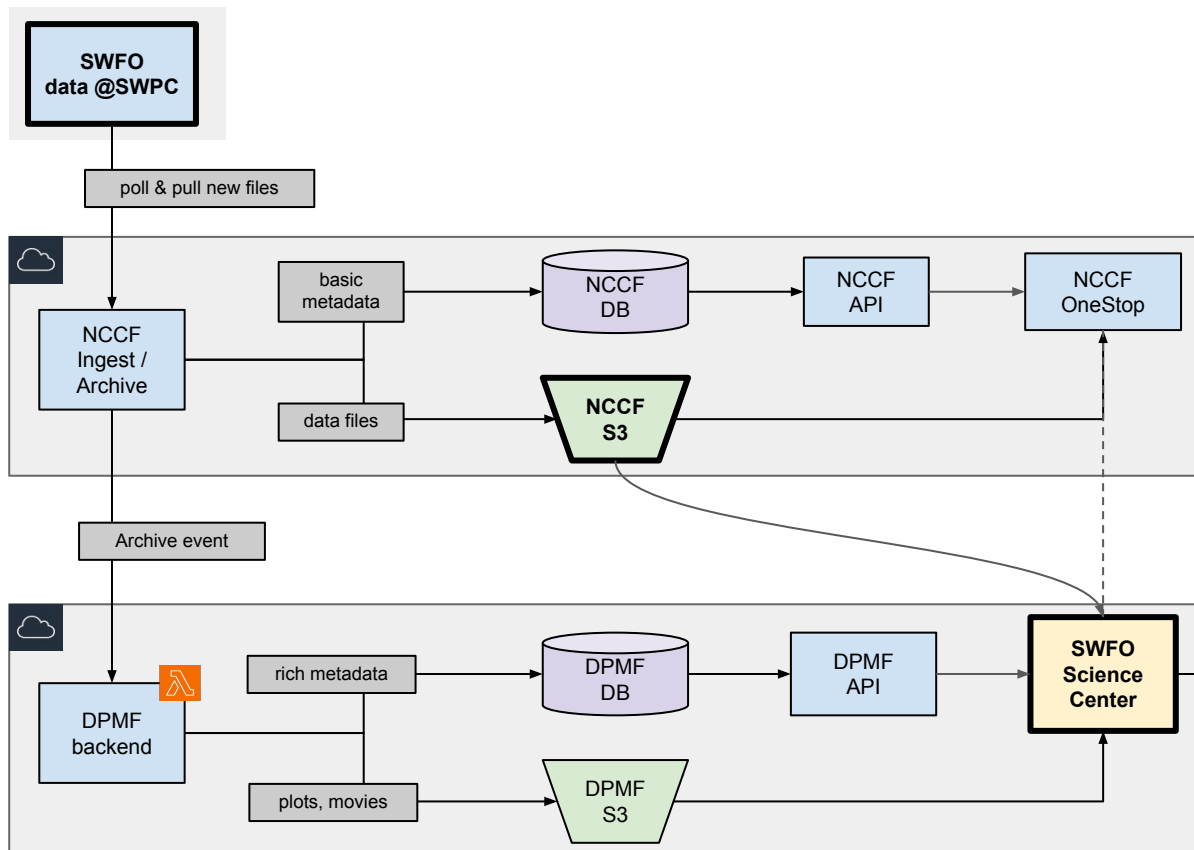 SWFO
data @SWPC
poll & pull new files
basic
metadata
NCCF
DB
NCCF
API
NCCF
OneStop
NCCF
Ingest /
Archive
data files
NCCF
S3
Archive event
rich metadata
DPMF
DB
DPMF
API
SWFO
Science
Center
DPMF
backend
plots, movies
DPMF
S3